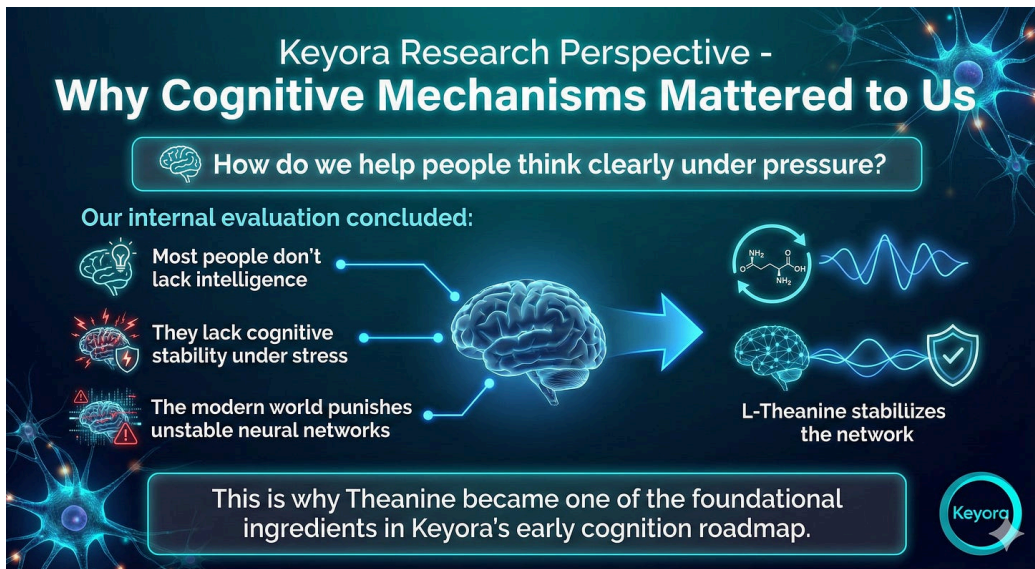 Keyora Research Perspective -
Why Cognitive Mechanisms Mattered to Us
How do we help people think clearly under pressure?
Our internal evaluation concluded:
Most people don't
lack intelligence
They lack cognitive
stability under stress
The modern world punishes
unstable neural networks
NH₂
O
O
OH
NH₂
L-Theanine stabilizes
the network
This is why Theanine became one of the foundational
ingredients in Keyora's early cognition roadmap.
Keyora